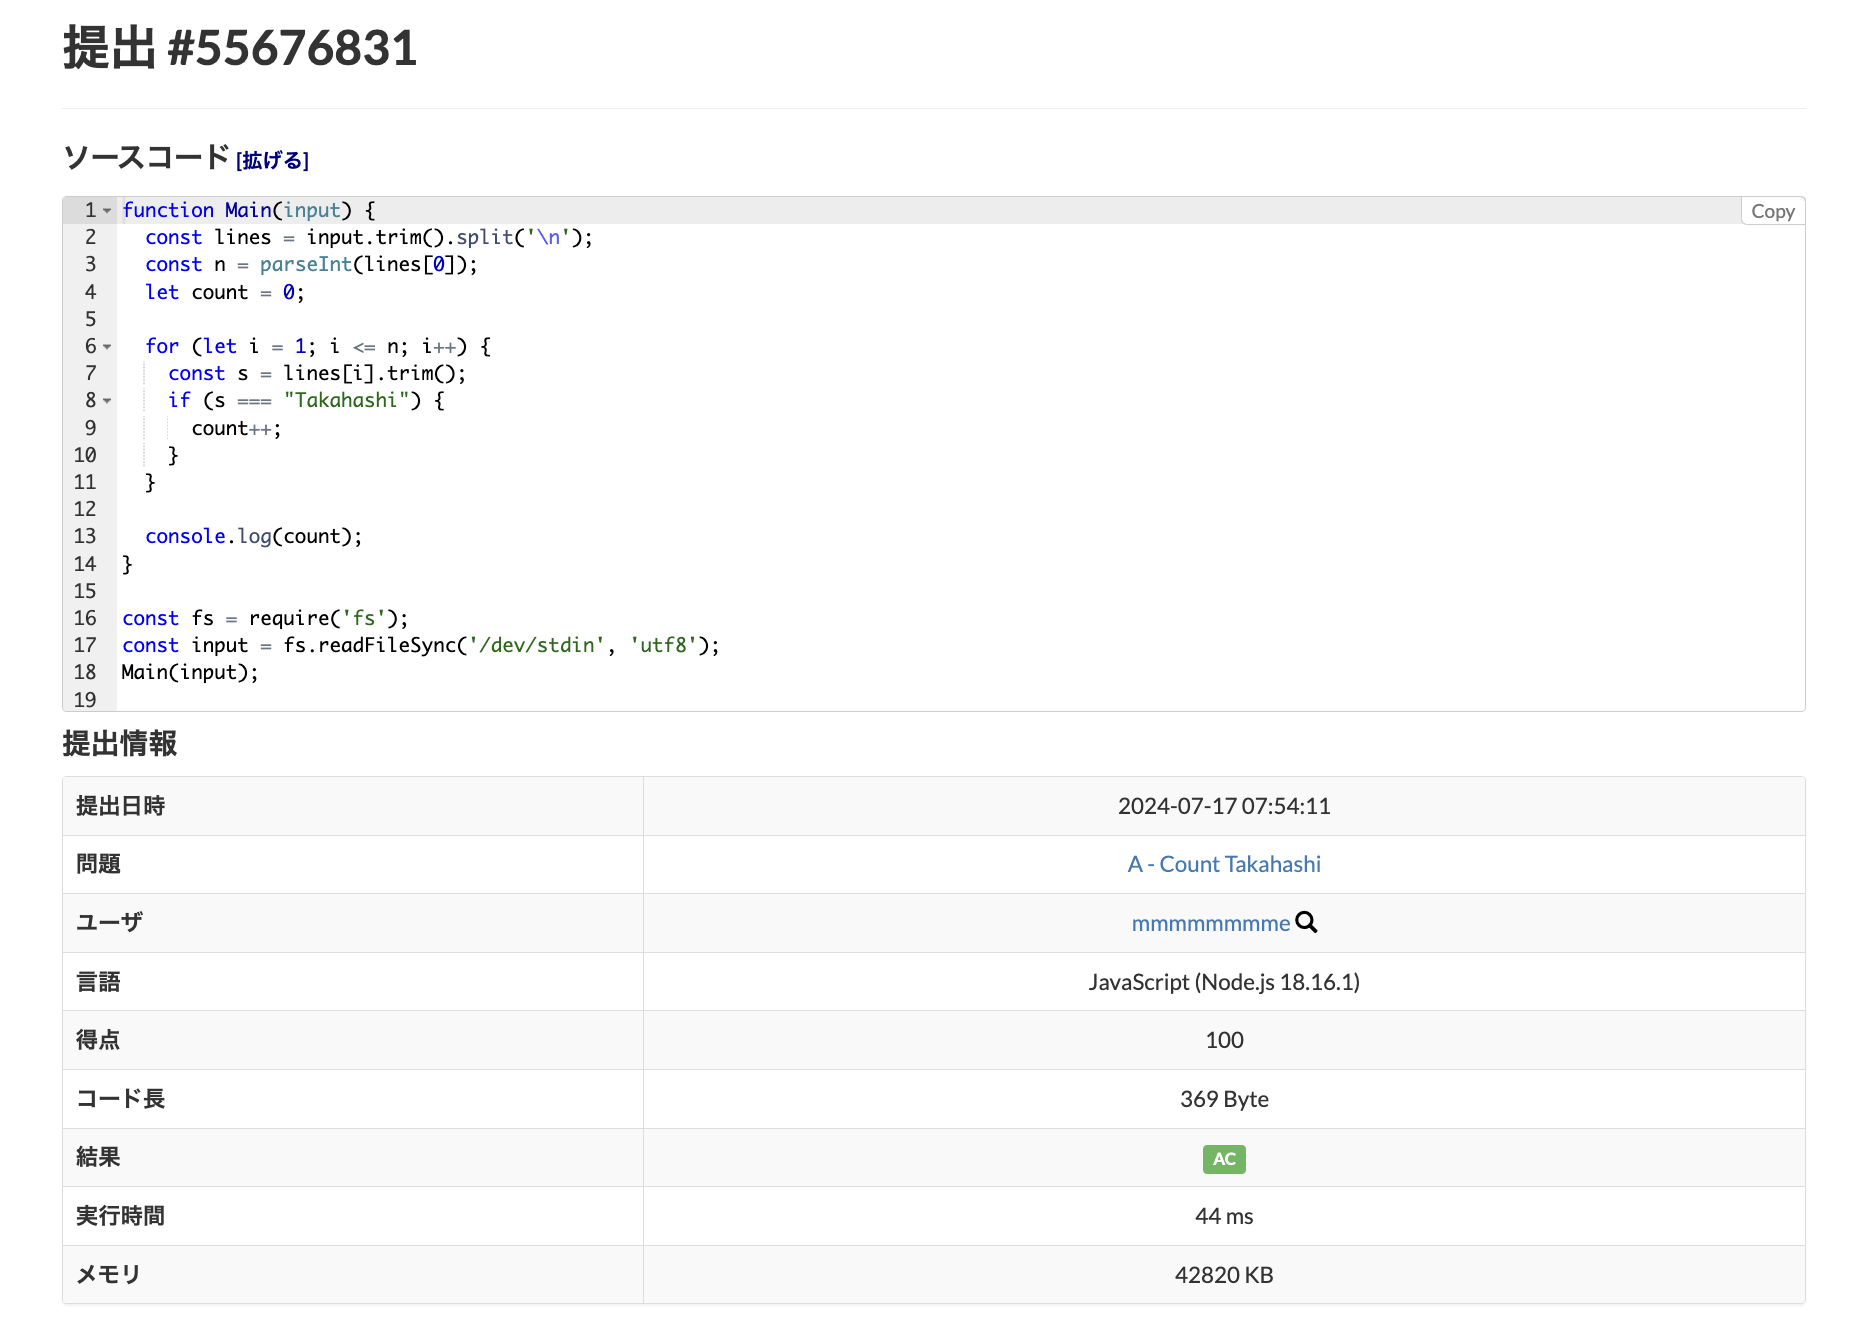 提出 #55676831
ソースコード [拡げる]
Copy
1 function Main(input) {
2   const lines = input.trim().split('\n');
3   const n = parseInt(lines[0]);
4   let count = 0;
5
6   for (let i = 1; i <= n; i++) {
7     const s = lines[i].trim();
8     if (s === "Takahashi") {
9       count++;
10     }
11   }
12
13   console.log(count);
14 }
15
16 const fs = require('fs');
17 const input = fs.readFileSync('/dev/stdin', 'utf8');
18 Main(input);
19
提出情報
提出日時 2024-07-17 07:54:11
問題 A - Count Takahashi
ユーザ mmmmmmmme
言語 JavaScript (Node.js 18.16.1)
得点 100
コード長 369 Byte
結果 AC
実行時間 44 ms
メモリ 42820 KB